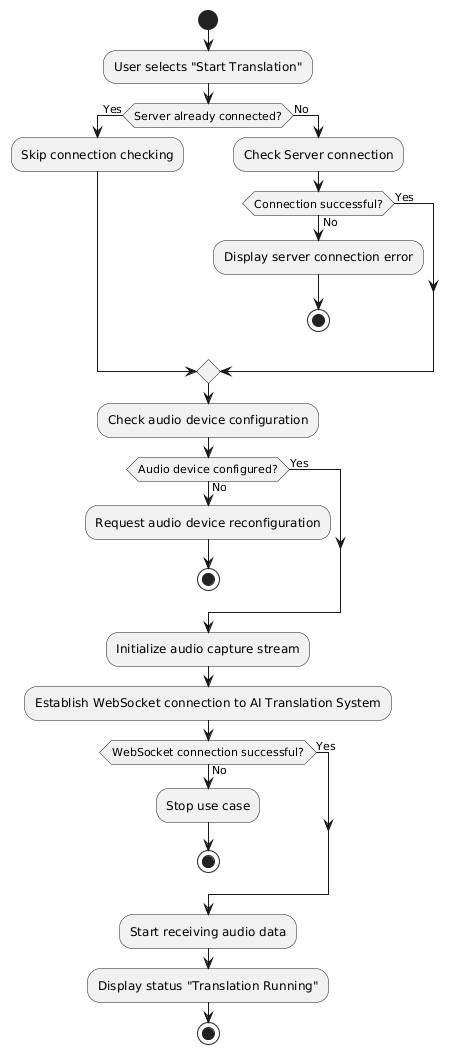 User selects "Start Translation"
Yes
Server already connected?
No
Skip connection checking
Check Server connection
Connection successful?
Yes
No
Display server connection error
Check audio device configuration
Audio device configured?
Yes
No
Request audio device reconfiguration
Initialize audio capture stream
Establish WebSocket connection to AI Translation System
WebSocket connection successful?
Yes
No
Stop use case
Start receiving audio data
Display status "Translation Running"